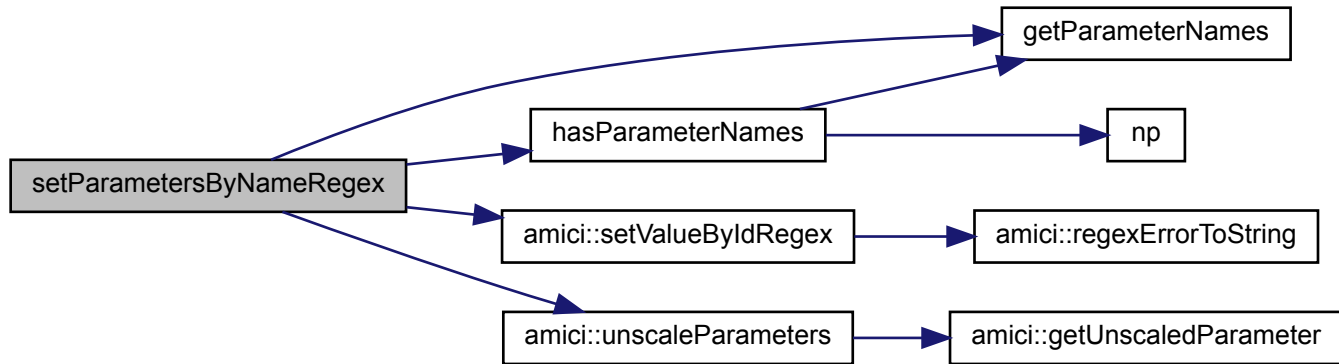 getParameterNames
hasParameterNames
np
setParametersByNameRegex
amici::setValueByIdRegex
amici::regexErrorToString
amici::unscaleParameters
amici::getUnscaledParameter